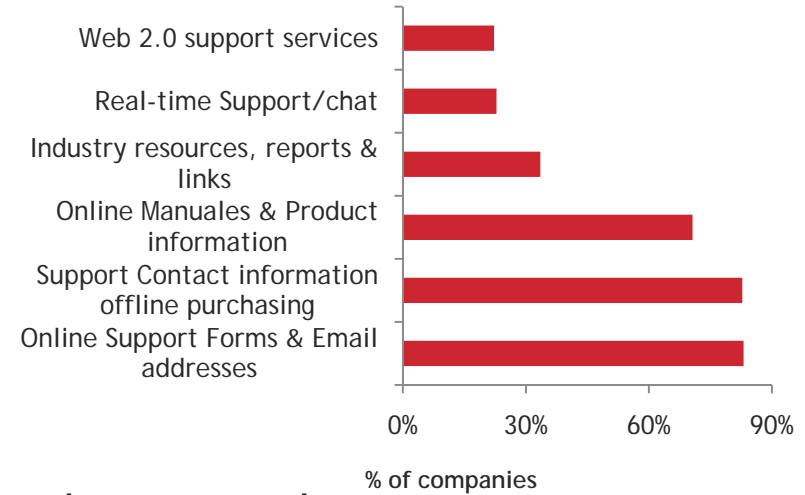 Web 2.0 support services
Real-time Support/chat
Industry resources, reports &
links
Online Manuales & Product
information
Support Contact information
offline purchasing
Online Support Forms & Email
addresses
0%
30%
60%
90%
% of companies